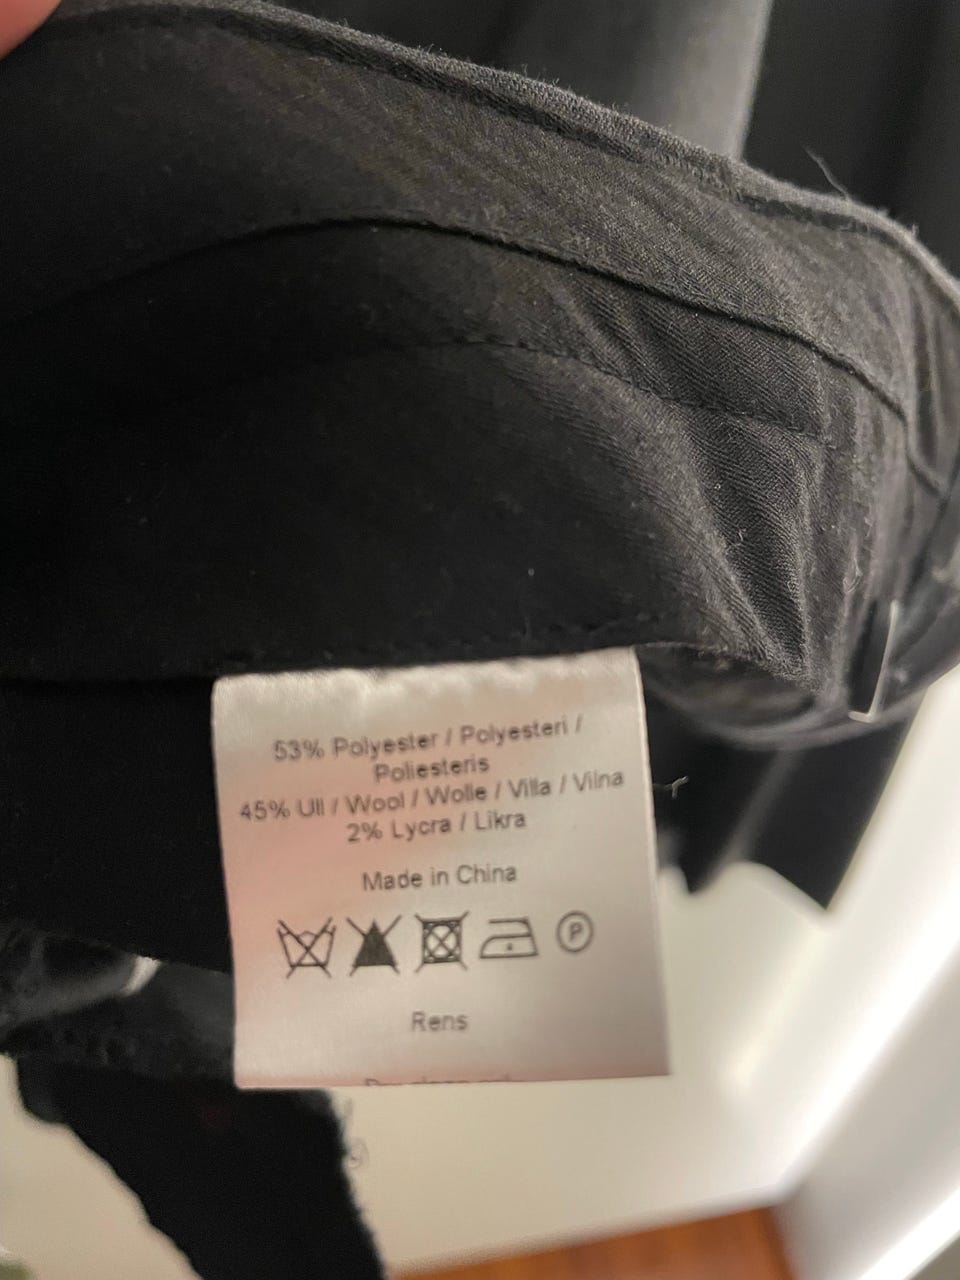 53% Polyester / Polyesteri /
Poliesteris
45% Ull / Wool / Wolle / Villa / Vilna
2% Lycra / Likra
Made in China
P
Rens